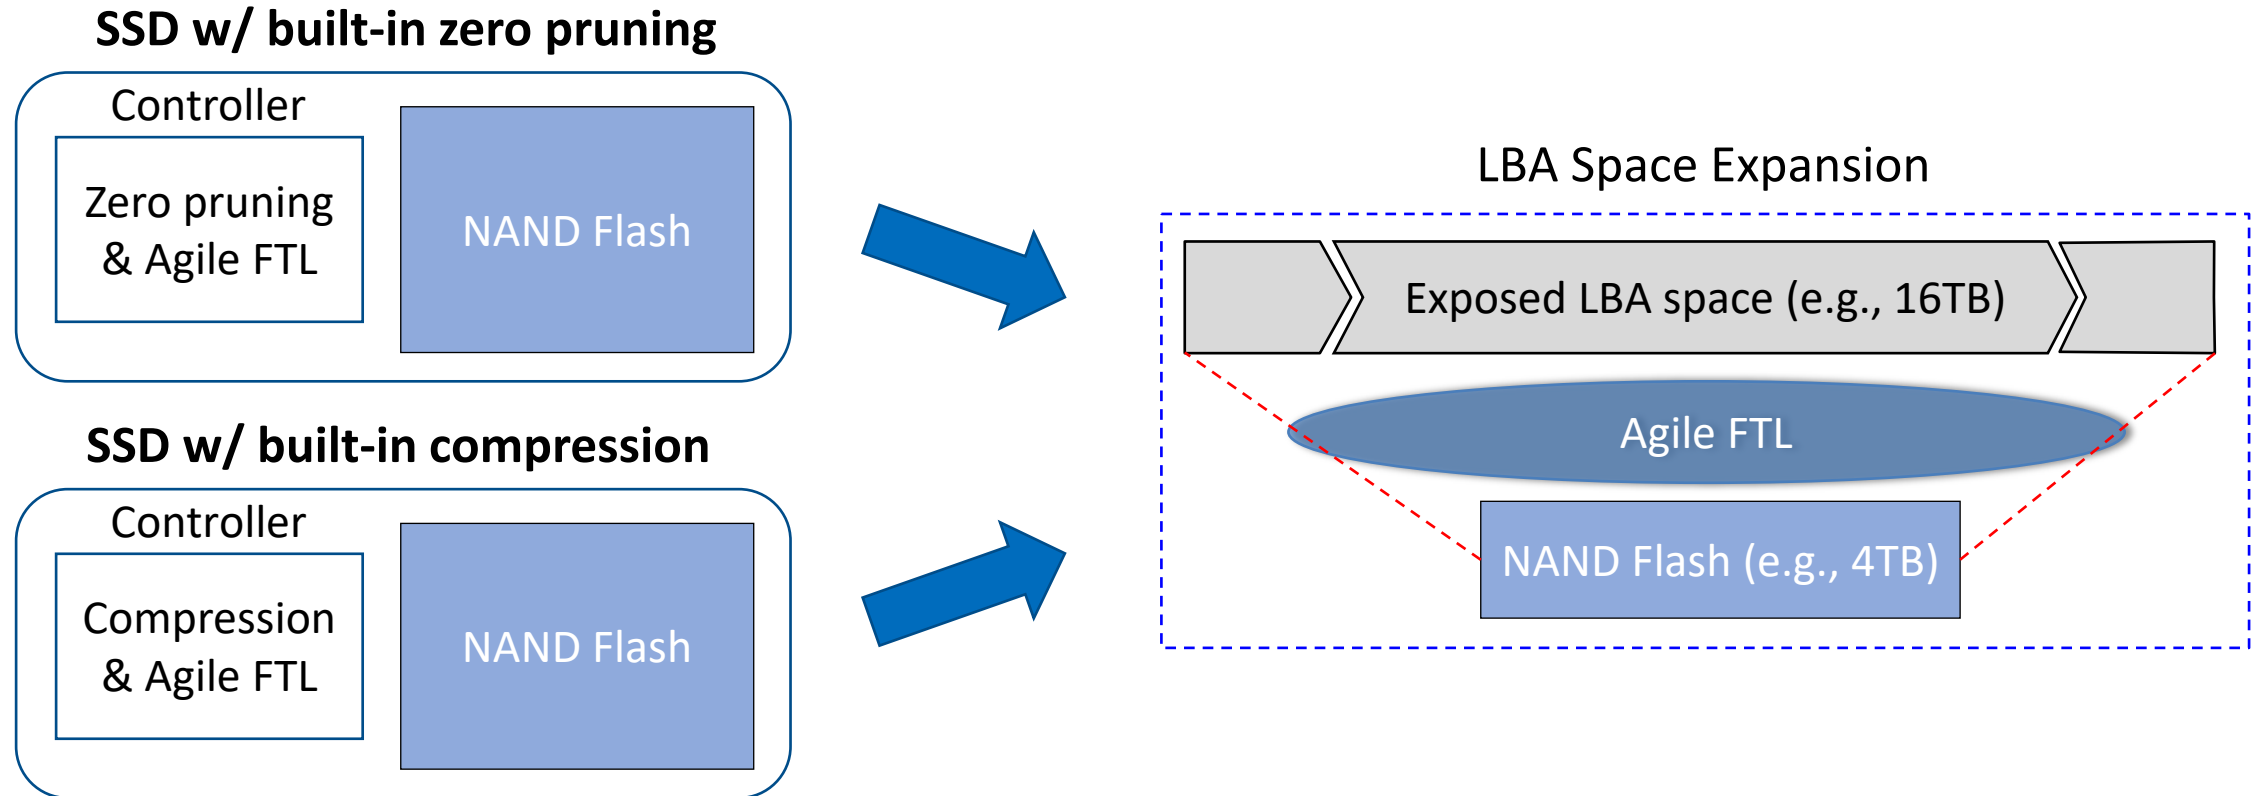 SSD w/ built-in zero pruning
Controller
Zero pruning
& Agile FTL
NAND Flash
SSD w/ built-in compression
Controller
Compression
& Agile FTL
NAND Flash
LBA Space Expansion
Exposed LBA space (e.g., 16TB)
Agile FTL
NAND Flash (e.g., 4TB)